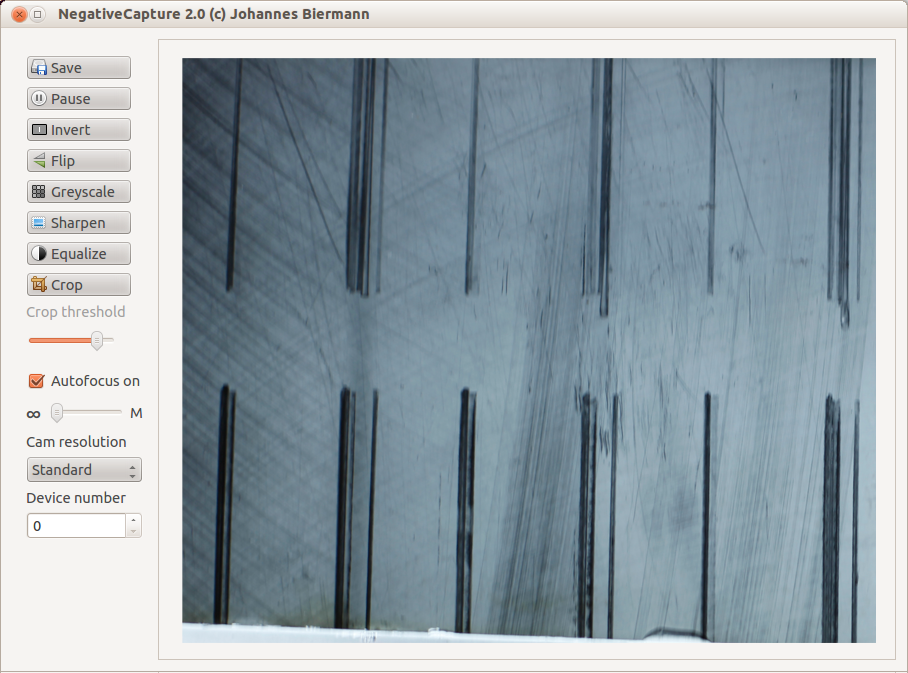 NegativeCapture 2.0 (c) Johannes Biermann
Save
Pause
Invert
Flip
Greyscale
Sharpen
Equalize
Crop
Crop threshold
Autofocus on
∞ M
Cam resolution
Standard
Device number
0